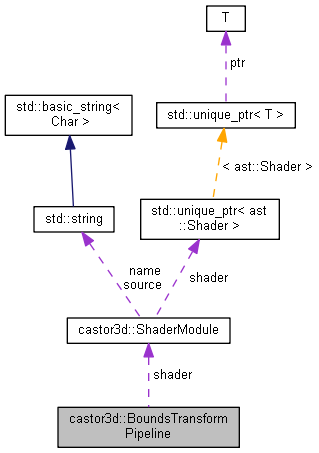 T
ptr
std::basic_string<
Char >
std::unique_ptr< T >
< ast::Shader >
std::string
std::unique_ptr< ast
::Shader >
name
source
shader
castor3d::ShaderModule
shader
castor3d::BoundsTransform
Pipeline